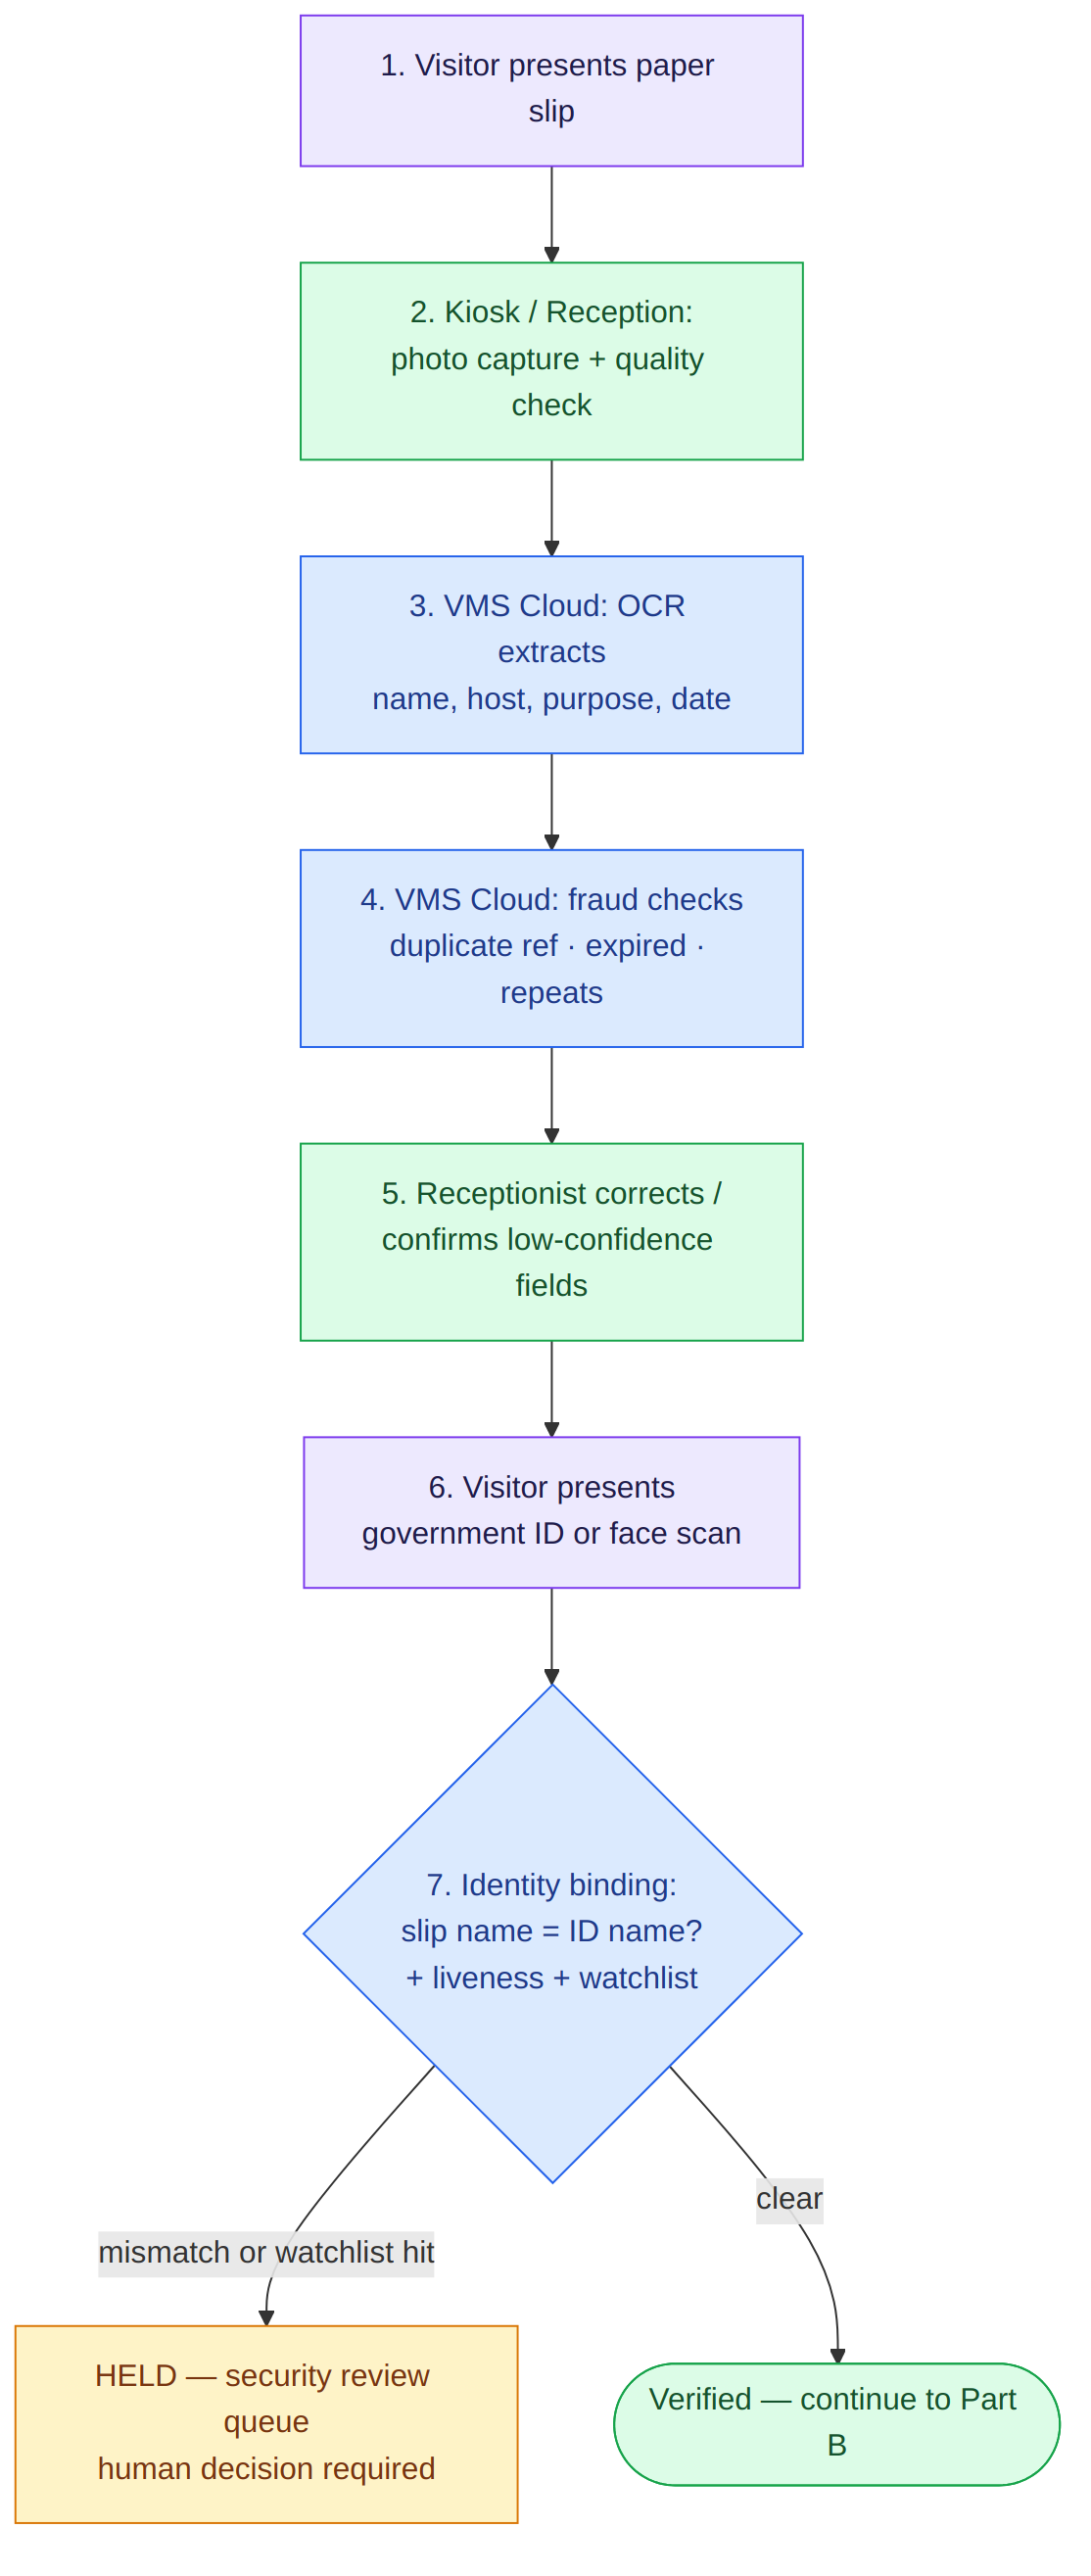 1. Visitor presents paper
slip
2. Kiosk / Reception:
photo capture + quality
check
3. VMS Cloud: OCR
extracts
name, host, purpose, date
4. VMS Cloud: fraud checks
duplicate ref · expired ·
repeats
5. Receptionist corrects /
confirms low-confidence
fields
6. Visitor presents
government ID or face scan
7. Identity binding:
slip name = ID name?
+ liveness + watchlist
clear
mismatch or watchlist hit
HELD — security review
queue
human decision required
Verified — continue to Part
B